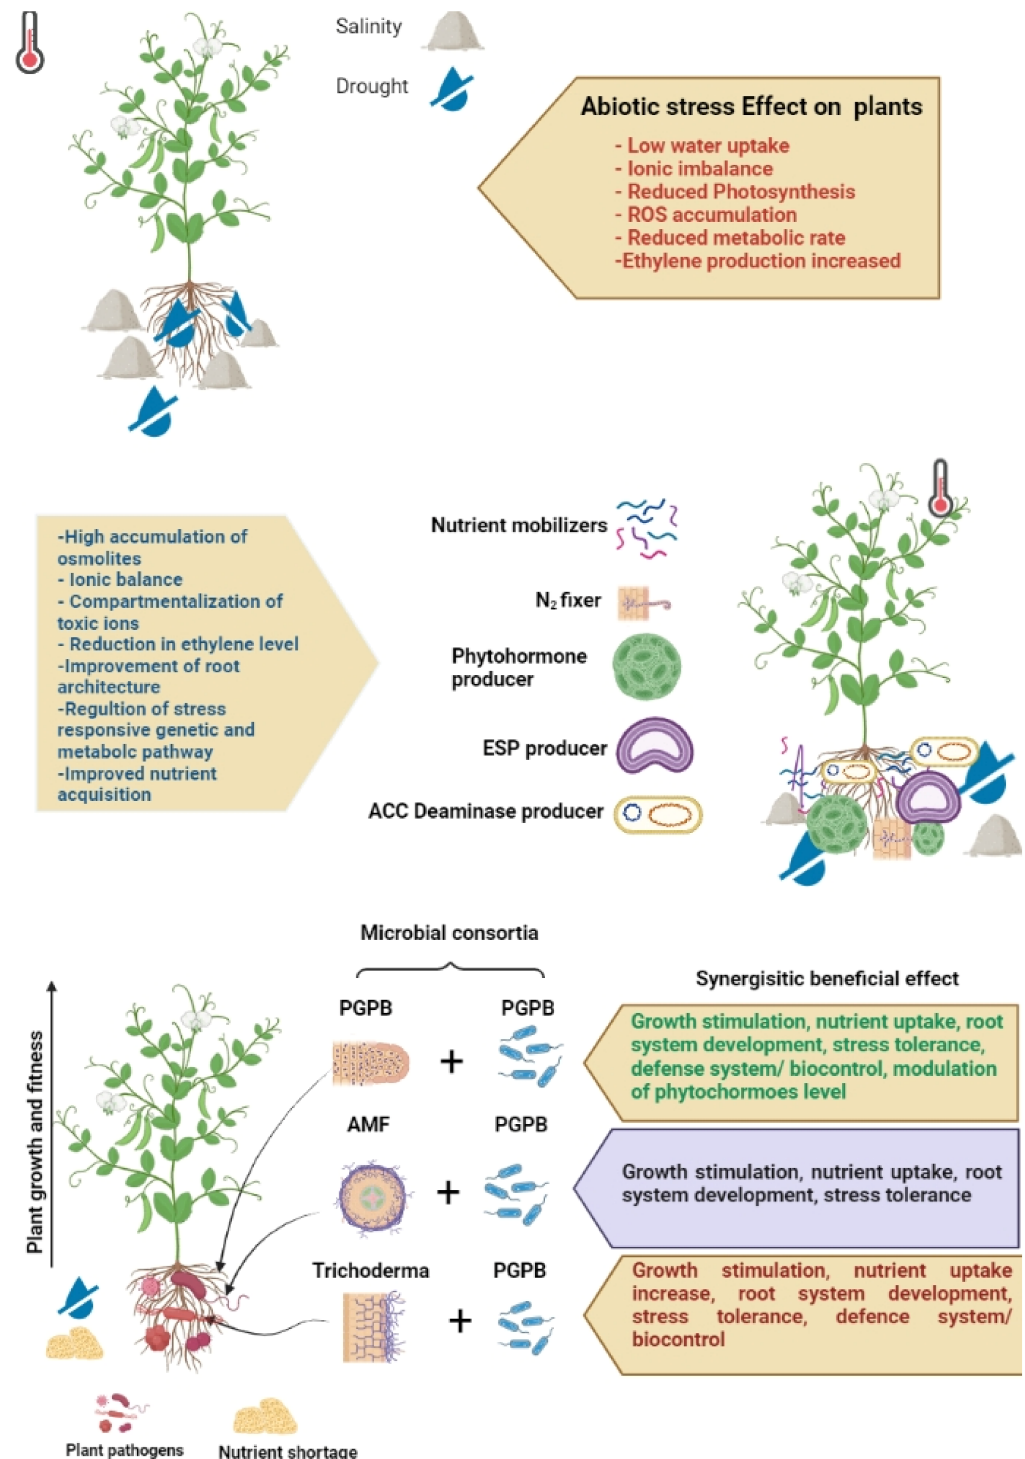 Salinity
Drought
Abiotic stress Effect on plants
- Low water uptake
- Ionic imbalance
- Reduced Photosynthesis
- ROS accumulation
- Reduced metabolic rate
-Ethylene production increased
-High accumulation of
osmolites
- Ionic balance
- Compartmentalization of
toxic ions
- Reduction in ethylene level
-Improvement of root
architecture
-Regultion of stress
responsive genetic and
metabolc pathway
-Improved nutrient
acquisition
Nutrient mobilizers
N₂ fixer
Phytohormone
producer
ESP producer
ACC Deaminase producer
Microbial consortia
Synergisitic beneficial effect
Plant growth and fitness
PGPB
PGPB
+
Growth stimulation, nutrient uptake, root
system development, stress tolerance,
defense system/ biocontrol, modulation
of phytochormoes level
AMF
PGPB
+
Growth stimulation, nutrient uptake, root
system development, stress tolerance
Trichoderma
PGPB
+
Growth stimulation, nutrient uptake
increase, root system development,
stress tolerance, defence system/
biocontrol
Plant pathogens
Nutrient shortage